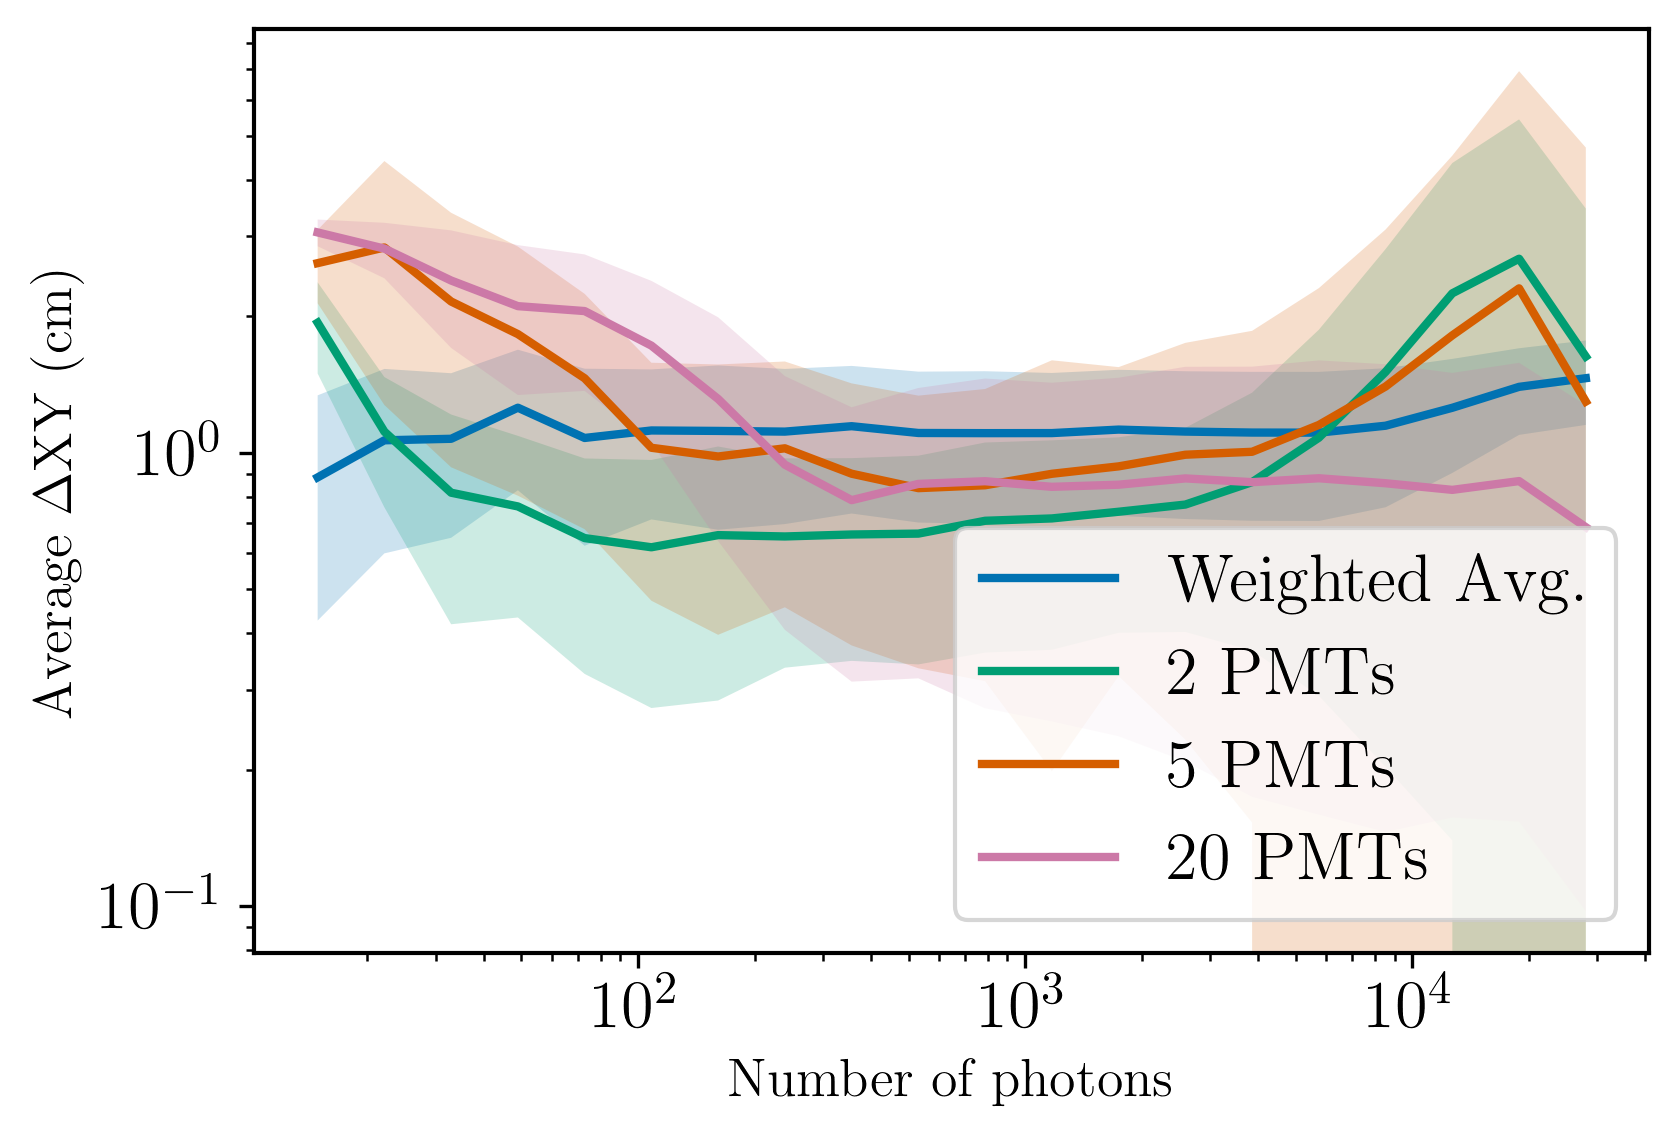 Average ΔXY (cm)
10⁰
10⁻¹
Weighted Avg.
2 PMTs
5 PMTs
20 PMTs
10² 10³ 10⁴
Number of photons